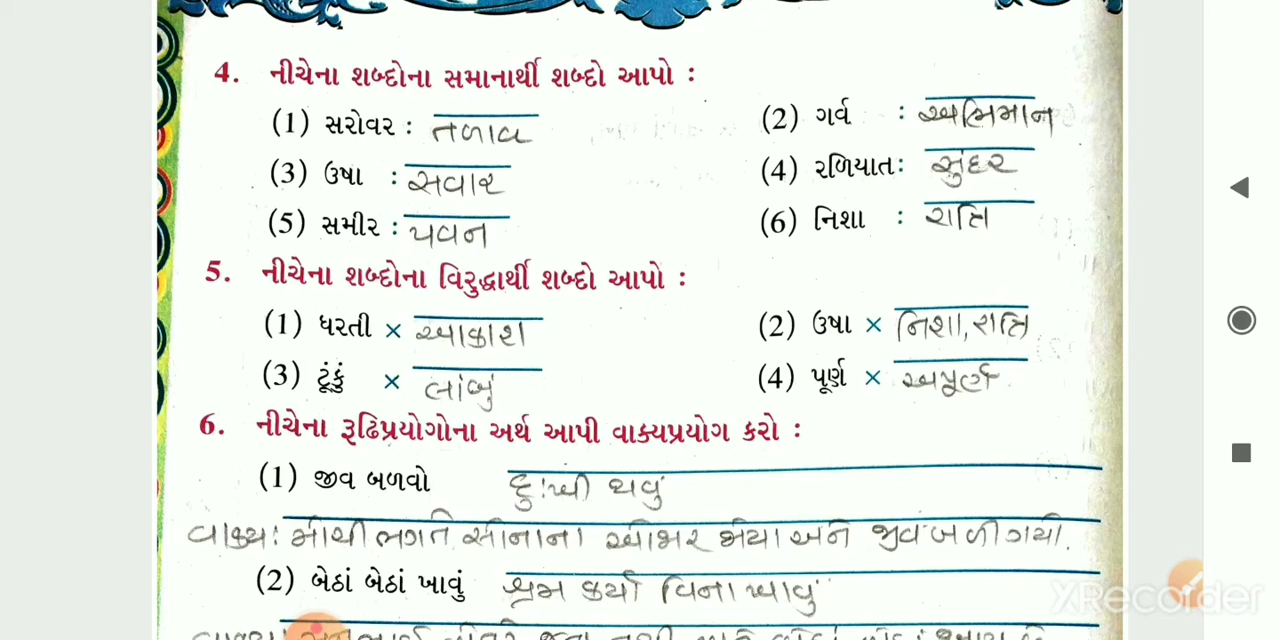 4. નીચેના શબ્દોના સમાનાર્થી શબ્દો આપો :
(1) સરોવર : તળાવ (2) ગર્વ : અભિમાન
(3) ઉષા : સવાર (4) રળિયાત : સુંદર
(5) સમીર : પવન (6) નિશા : રાત્રિ
5. નીચેના શબ્દોના વિરુદ્ધાર્થી શબ્દો આપો :
(1) ધરતી × આકાશ (2) ઉષા × નિશા, રાત્રિ
(3) ટૂંકું × લાંબું (4) પૂર્ણ × અપૂર્ણ
6. નીચેના રૂઢિપ્રયોગોના અર્થ આપી વાક્યપ્રયોગ કરો :
(1) જીવ બળવો દુઃખી થવું
વાક્ય : મોચી ભગતે સોનાના જોયા અને જીવ બળી ગયો.
(2) બેઠાં બેઠાં ખાવું શ્રમ કર્યા વિના ખાવું
XRecorder